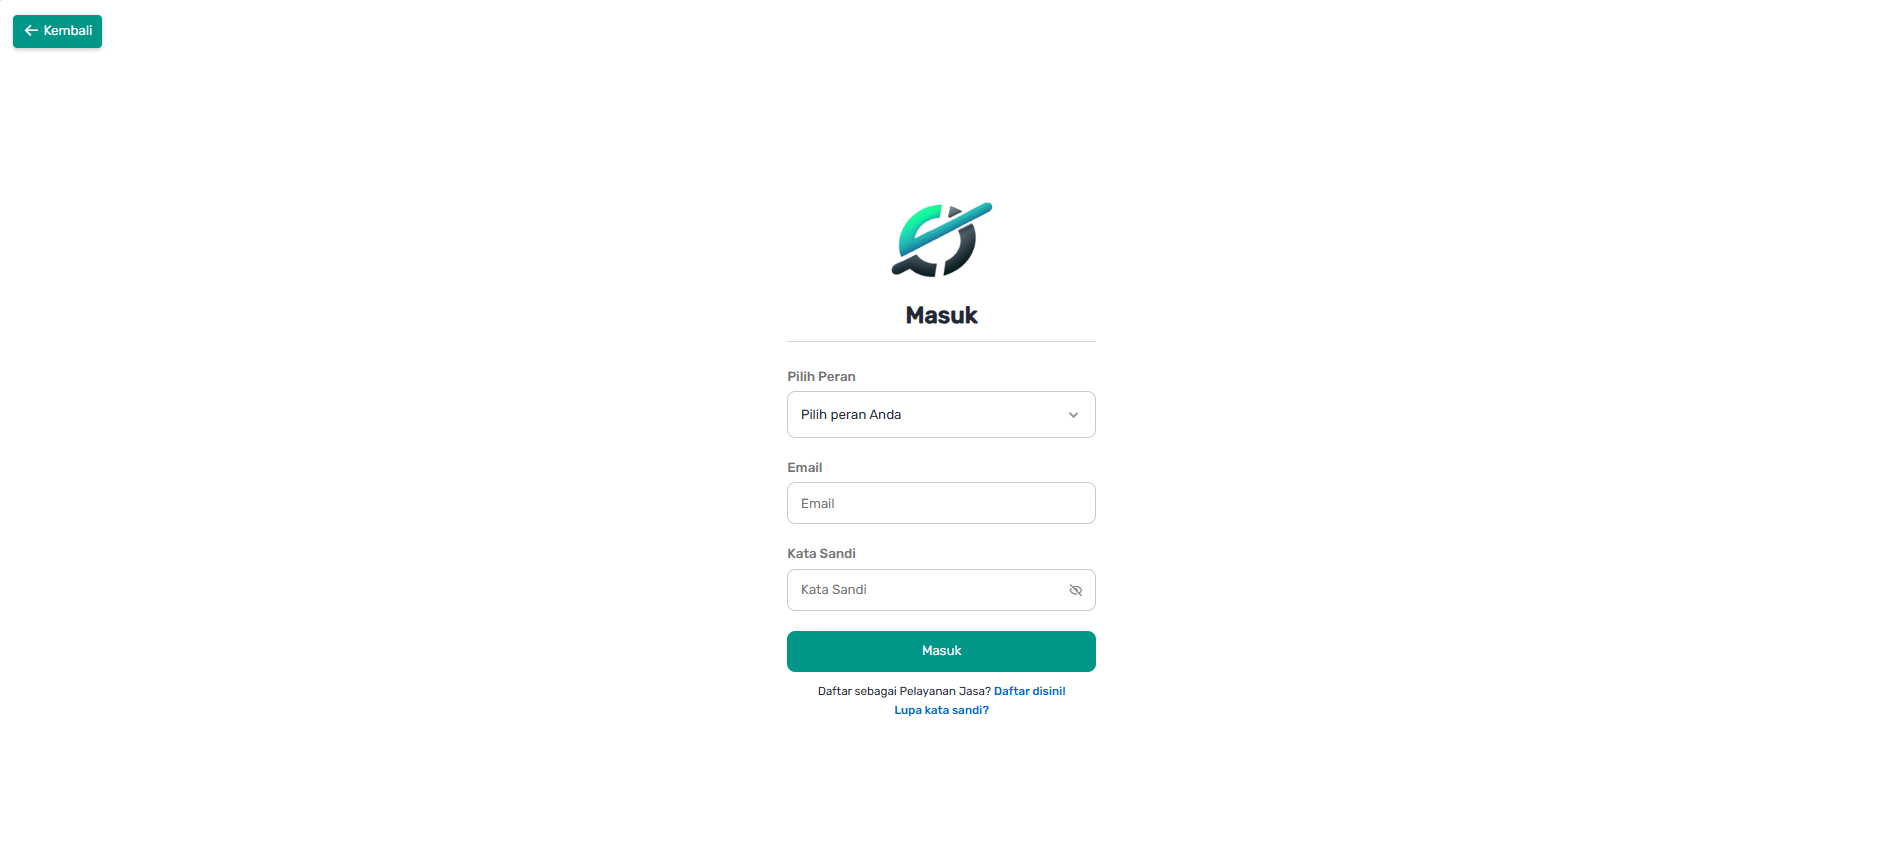 Kembali
Masuk
Pilih Peran
Pilih peran Anda
Email
Email
Kata Sandi
Kata Sandi
Masuk
Daftar sebagai Pelayanan Jasa? Daftar disini!
Lupa kata sandi?